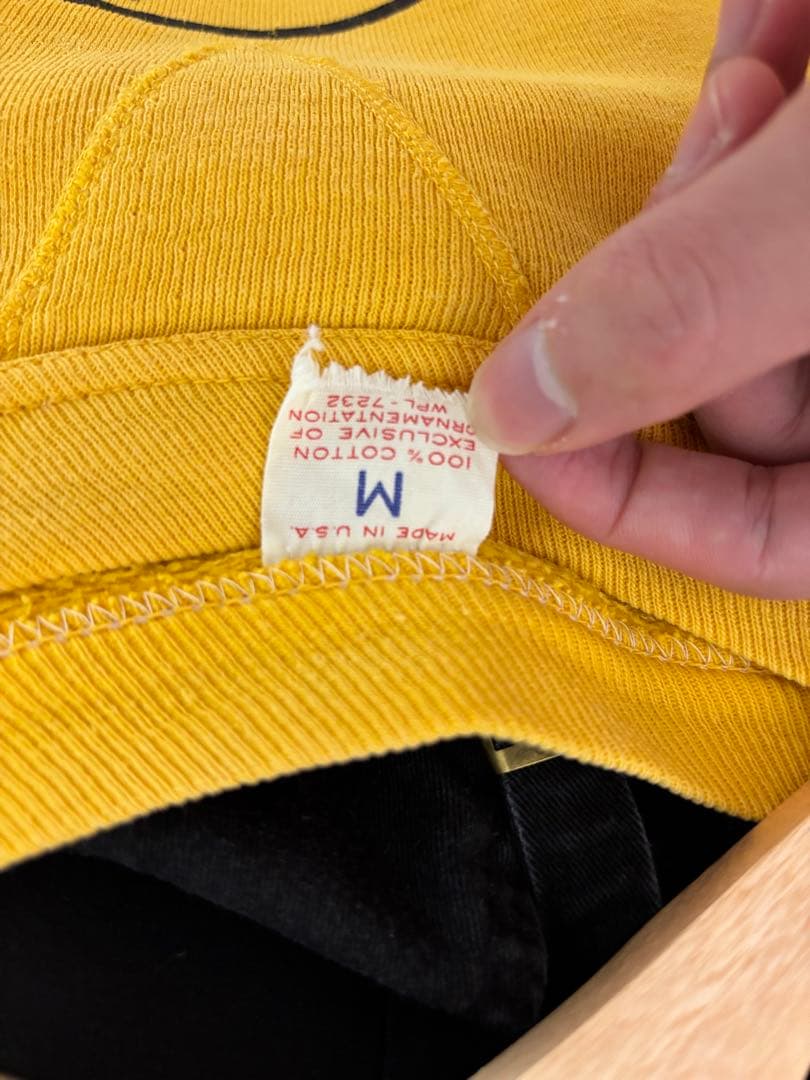 MADE IN U.S.A.
M
100% COTTON
EXCLUSIVE OF
ORNAMENTATION
WPL-7232